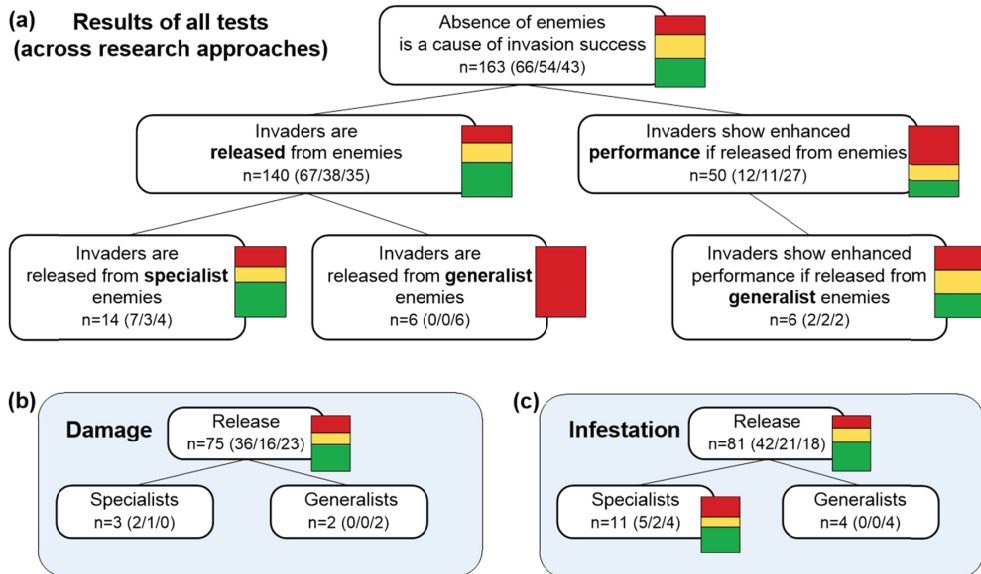 (a) Results of all tests
(across research approaches)
Absence of enemies
is a cause of invasion success
n=163 (66/54/43)
Invaders are
released from enemies
n=140 (67/38/35)
Invaders show enhanced
performance if released from enemies
n=50 (12/11/27)
Invaders are
released from specialist
enemies
n=14 (7/3/4)
Invaders are
released from generalist
enemies
n=6 (0/0/6)
Invaders show enhanced
performance if released from
generalist enemies
n=6 (2/2/2)
(b)
Damage
Release
n=75 (36/16/23)
Specialists
n=3 (2/1/0)
Generalists
n=2 (0/0/2)
(c)
Infestation
Release
n=81 (42/21/18)
Specialists
n=11 (5/2/4)
Generalists
n=4 (0/0/4)